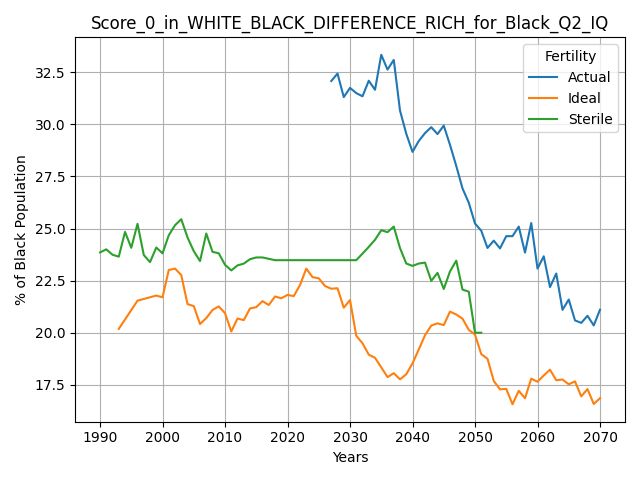 Score_0_in_WHITE_BLACK_DIFFERENCE_RICH_for_Black_Q2_IQ
Fertility
Actual
Ideal
Sterile
% of Black Population
32.5
30.0
27.5
25.0
22.5
20.0
17.5
1990 2000 2010 2020 2030 2040 2050 2060 2070
Years